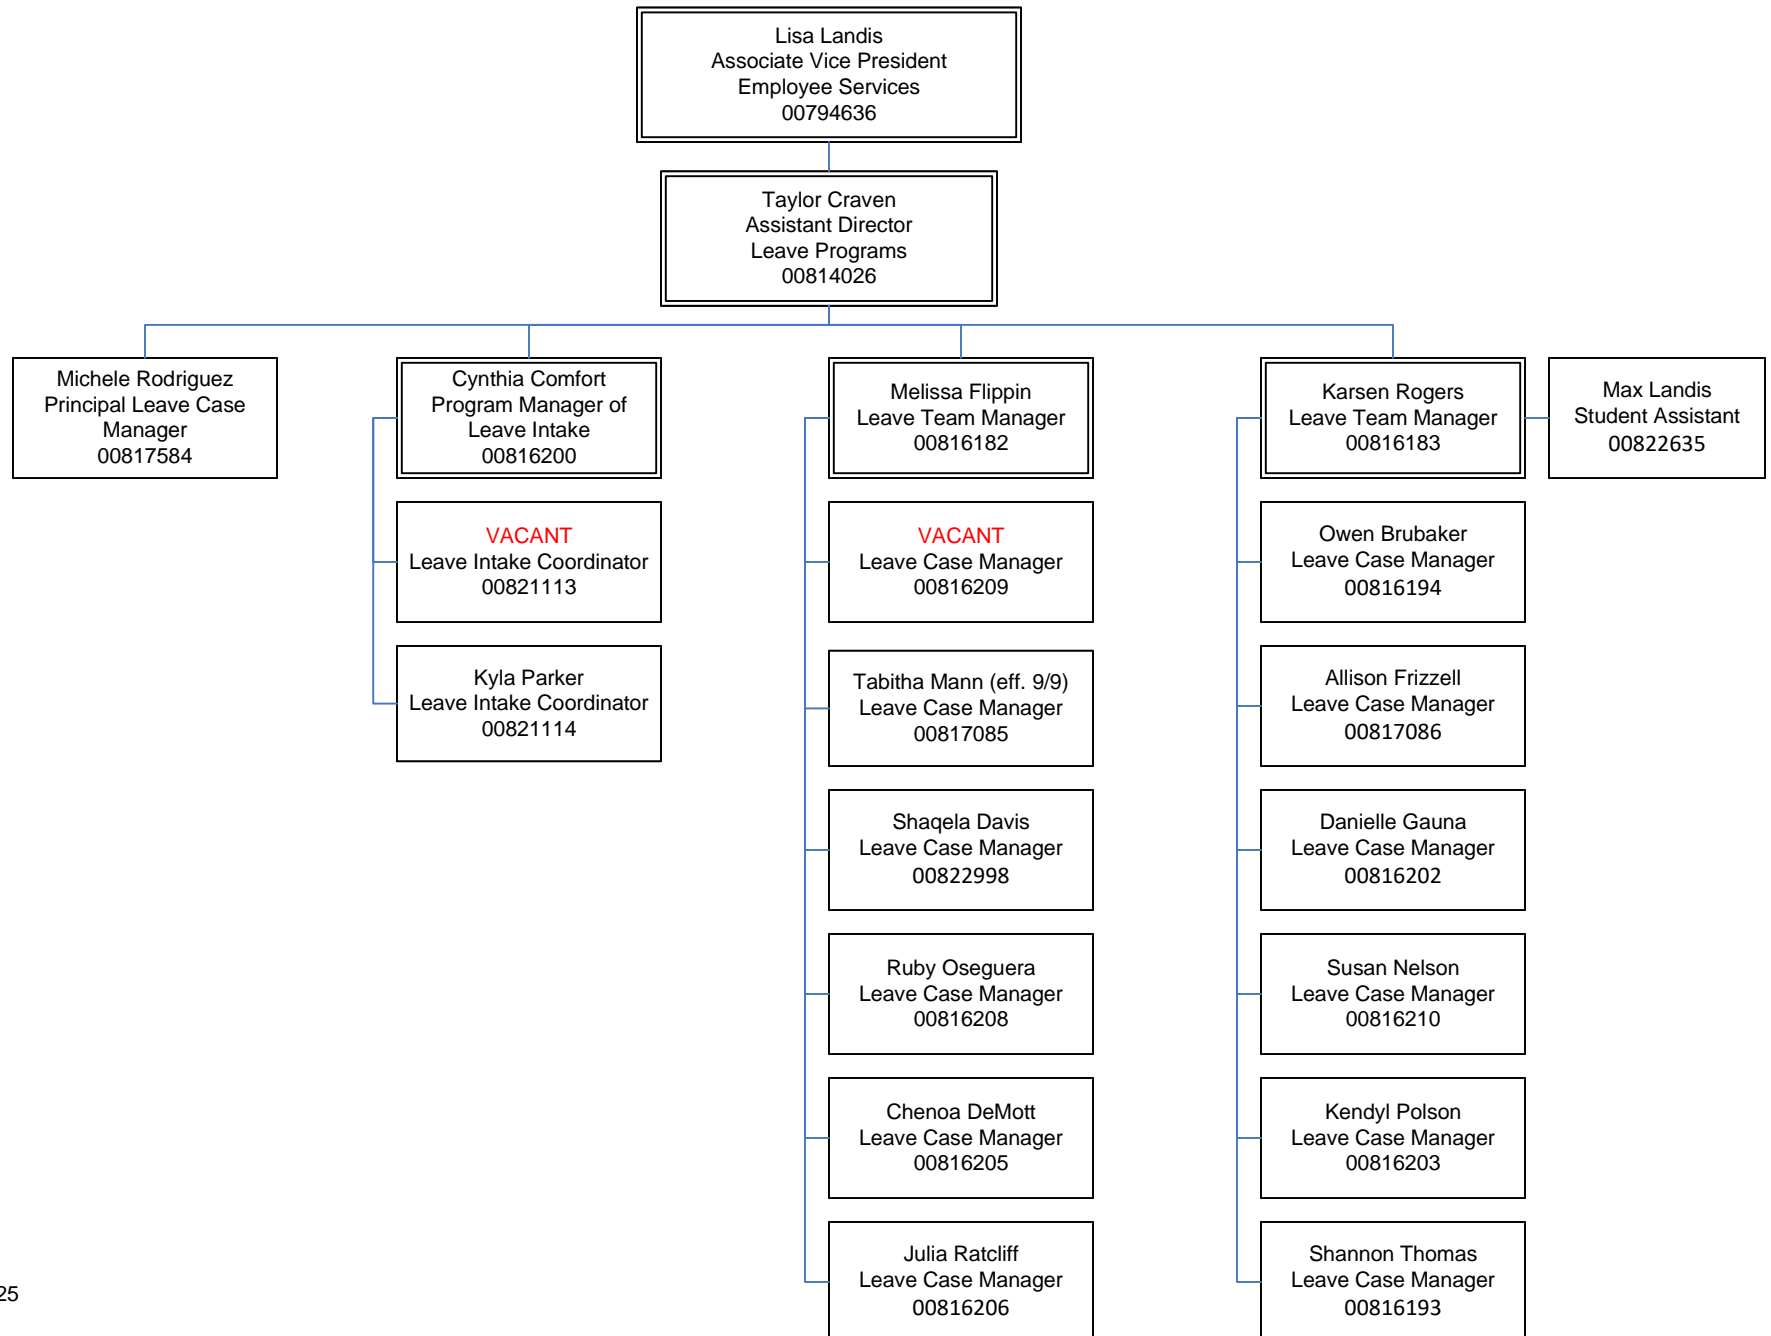 Lisa Landis
Associate Vice President
Employee Services
00794636
Taylor Craven
Assistant Director
Leave Programs
00814026
Michele Rodriguez
Principal Leave Case
Manager
00817584
Cynthia Comfort
Program Manager of
Leave Intake
00816200
Melissa Flippin
Leave Team Manager
00816182
Karsen Rogers
Leave Team Manager
00816183
Max Landis
Student Assistant
00822635
VACANT
Leave Intake Coordinator
00821113
Kyla Parker
Leave Intake Coordinator
00821114
VACANT
Leave Case Manager
00816209
Tabitha Mann (eff. 9/9)
Leave Case Manager
00817085
Shaqela Davis
Leave Case Manager
00822998
Ruby Oseguera
Leave Case Manager
00816208
Chenoa DeMott
Leave Case Manager
00816205
Julia Ratcliff
Leave Case Manager
00816206
Owen Brubaker
Leave Case Manager
00816194
Allison Frizzell
Leave Case Manager
00817086
Danielle Gauna
Leave Case Manager
00816202
Susan Nelson
Leave Case Manager
00816210
Kendyl Polson
Leave Case Manager
00816203
Shannon Thomas
Leave Case Manager
00816193
25